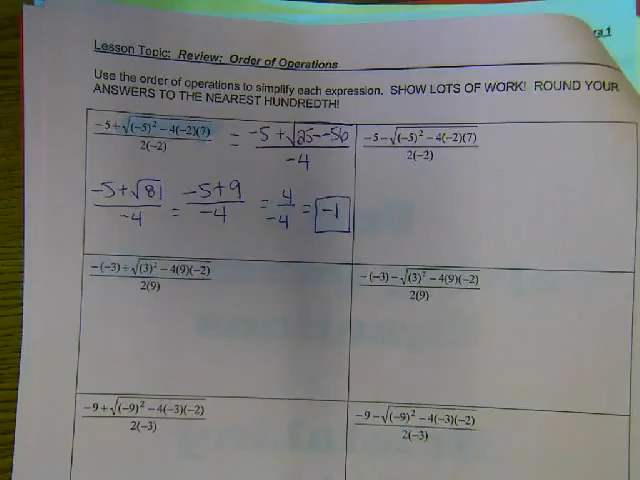 ra 1
Lesson Topic: Review: Order of Operations
Use the order of operations to simplify each expression. SHOW LOTS OF WORK! ROUND YOUR
ANSWERS TO THE NEAREST HUNDREDTH!
−5+√(−5)² −4(−2)(7) / 2(−2) = −5+√25−−56 / −4
−5+√81 / −4 = −5+9 / −4 = 4 / −4 = −1
−5−√(−5)² −4(−2)(7) / 2(−2)
−(−3)+√(3)² −4(9)(−2) / 2(9)
−(−3)−√(3)² −4(9)(−2) / 2(9)
−9+√(−9)² −4(−3)(−2) / 2(−3)
−9−√(−9)² −4(−3)(−2) / 2(−3)